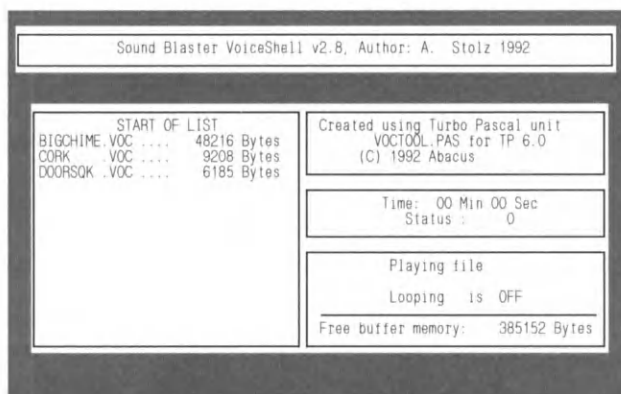 Sound Blaster VoiceShell v2.8, Author: A. Stolz 1992
START OF LIST
BIGCHIME.VOC .... 48216 Bytes
CORK .VOC .... 9208 Bytes
DOORSQK .VOC .... 6185 Bytes
Created using Turbo Pascal unit
VOCTOOL.PAS for TP 6.0
(C) 1992 Abacus
Time: 00 Min 00 Sec
Status : 0
Playing file
Looping is OFF
Free buffer memory: 385152 Bytes